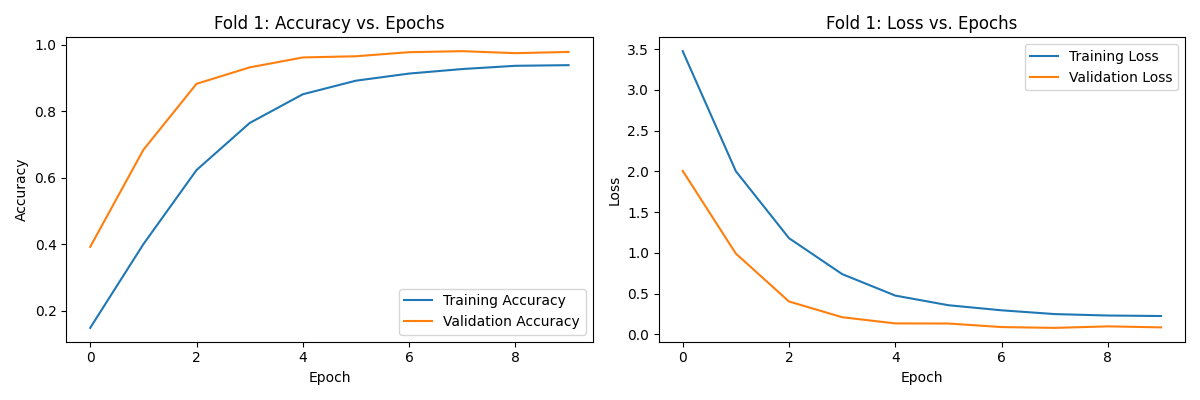 Fold 1: Accuracy vs. Epochs
1.0
0.8
0.6
0.4
0.2
Accuracy
0 2 4 6 8
Epoch
Training Accuracy
Validation Accuracy
Fold 1: Loss vs. Epochs
3.5
3.0
2.5
2.0
1.5
1.0
0.5
0.0
Loss
0 2 4 6 8
Epoch
Training Loss
Validation Loss